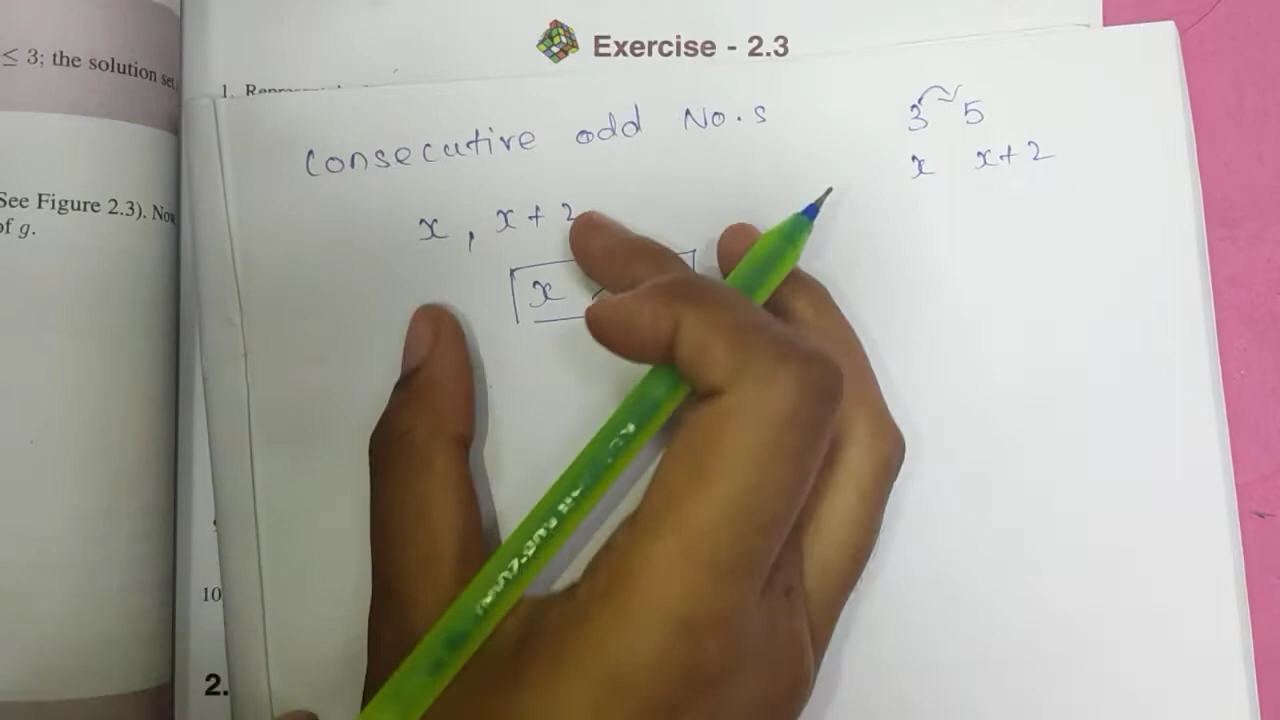 ≤ 3; the solution set
Exercise - 2.3
1.
consecutive odd No.s
3 5
x x+2
See Figure 2.3). Now
of g.
x , x+2
x
10
2.